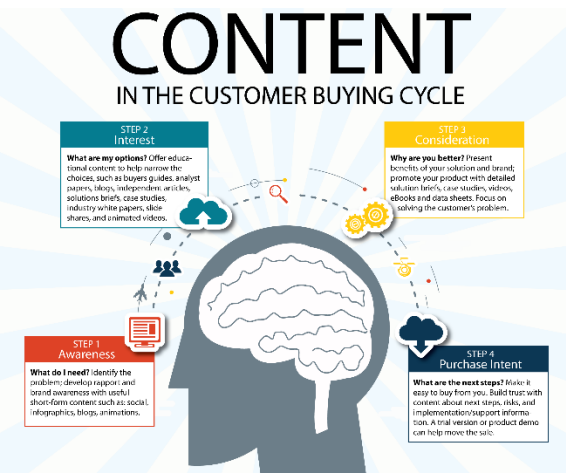 CONTENT
IN THE CUSTOMER BUYING CYCLE
STEP 2
Interest
What are my options? Offer educa-
tional content to help narrow the
choices, such as buyers guides, analyst
papers, blogs, independent articles,
solutions briefs, case studies,
industry white papers, slide
shares, and animated videos.
STEP 3
Consideration
Why are you better? Present
benefits of your solution and brand;
promote your product with detailed
solution briefs, case studies, videos,
eBooks and data sheets. Focus on
solving the customer's problem.
STEP 1
Awareness
What do I need? Identify the
problem; develop rapport and
brand awareness with useful
short-form content such as: social,
infographics, blogs, animations.
STEP 4
Purchase Intent
What are the next steps? Make it
easy to buy from you. Build trust with
content about next steps, risks, and
implementation/support informa
tion. A trial version or product demo
can help move the sale.